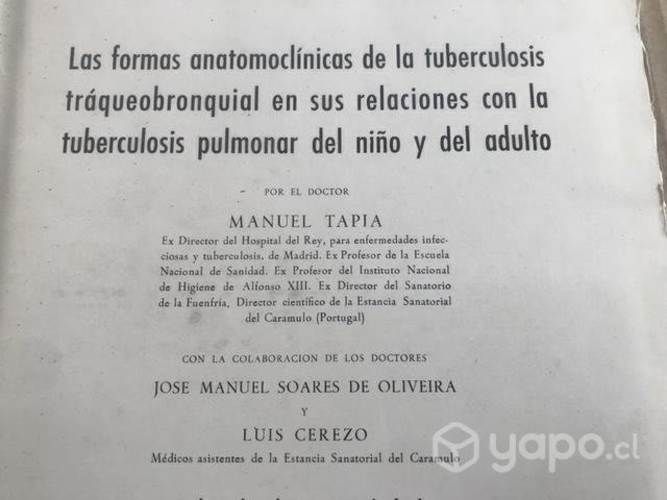 Las formas anatomoclínicas de la tuberculosis
tráqueobronquial en sus relaciones con la
tuberculosis pulmonar del niño y del adulto
POR EL DOCTOR
MANUEL TAPIA
Ex Director del Hospital del Rey, para enfermedades infec-
ciosas y tuberculosis, de Madrid. Ex Profesor de la Escuela
Nacional de Sanidad. Ex Profesor del Instituto Nacional
de Higiene de Alfonso XIII. Ex Director del Sanatorio
de la Fuenfría, Director científico de la Estancia Sanatorial
del Caramulo (Portugal)
CON LA COLABORACION DE LOS DOCTORES
JOSE MANUEL SOARES DE OLIVEIRA
Y
LUIS CEREZO
Médicos asistentes de la Estancia Sanatorial del Caramulo
yapo.cl